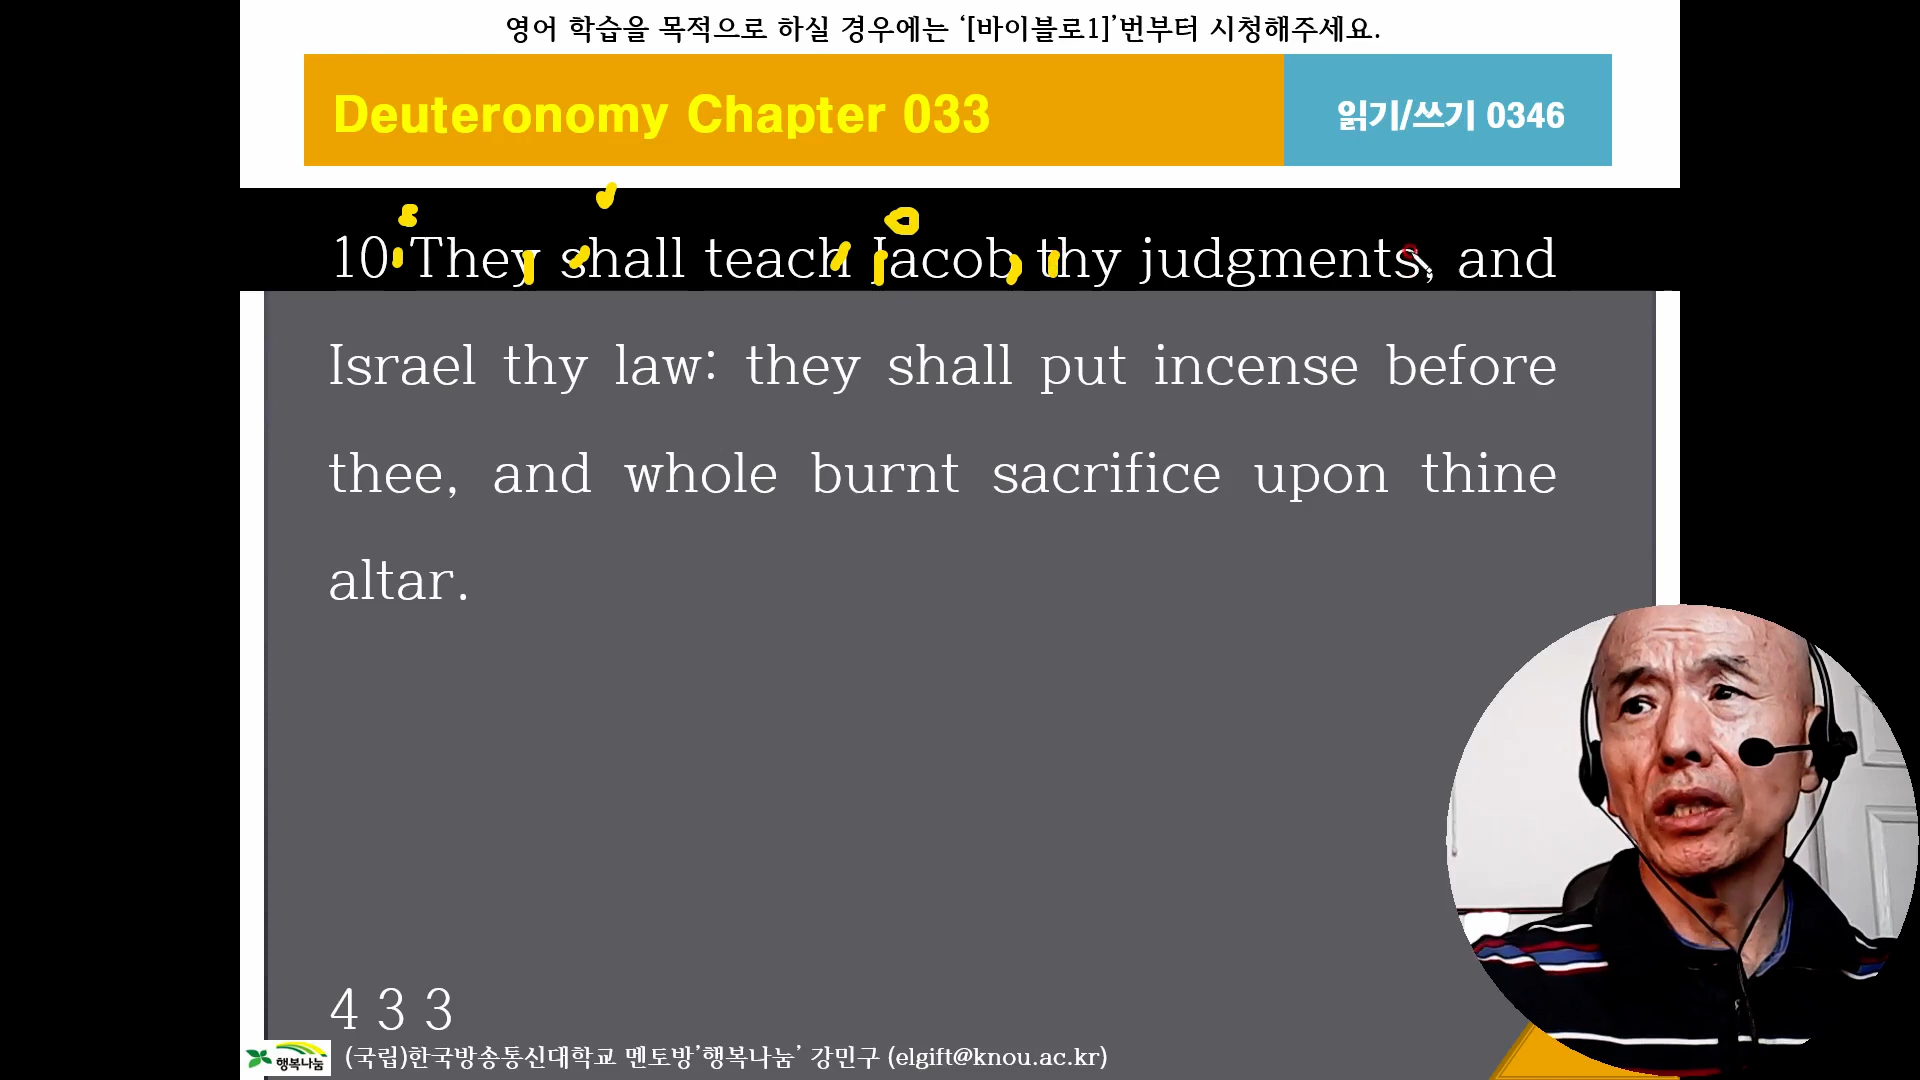 영어 학습을 목적으로 하실 경우에는 ‘[바이블로1]’번부터 시청해주세요.
Deuteronomy Chapter 033
읽기/쓰기 0346
10 They shall teach Jacob thy judgments, and
Israel thy law: they shall put incense before
thee, and whole burnt sacrifice upon thine
altar.
4 3 3
행복나눔
(국립)한국방송통신대학교 멘토방’행복나눔’ 강민구 (elgift@knou.ac.kr)